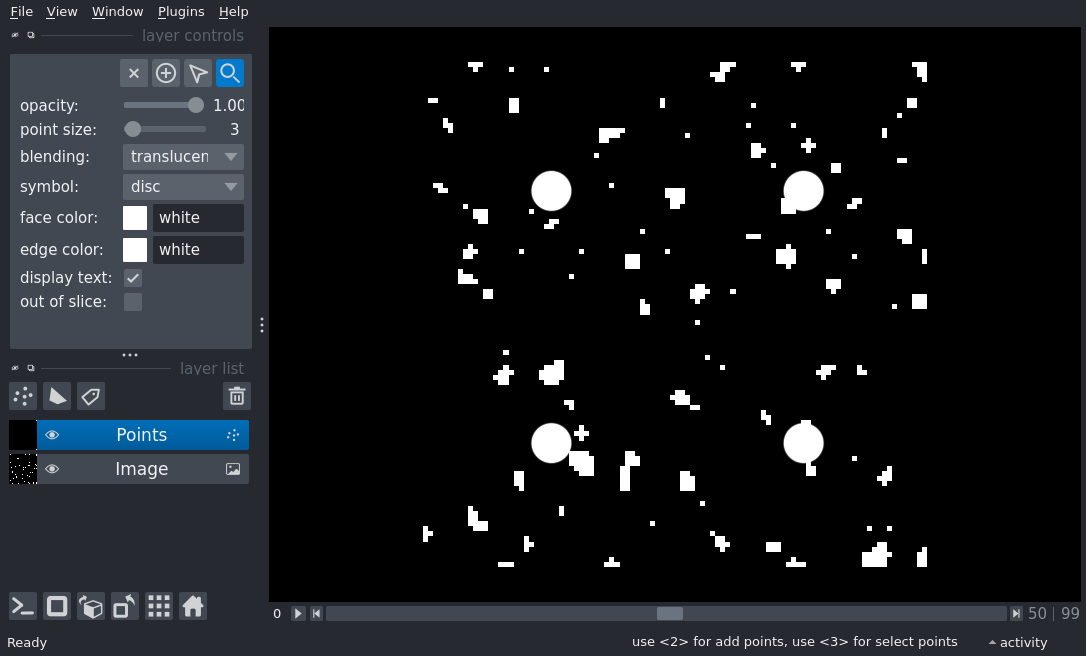 File View Window Plugins Help
layer controls
opacity: 1.00
point size: 3
blending: translucen
symbol: disc
face color: white
edge color: white
display text:
out of slice:
layer list
Points
Image
0 50 | 99
Ready use <2> for add points, use <3> for select points activity